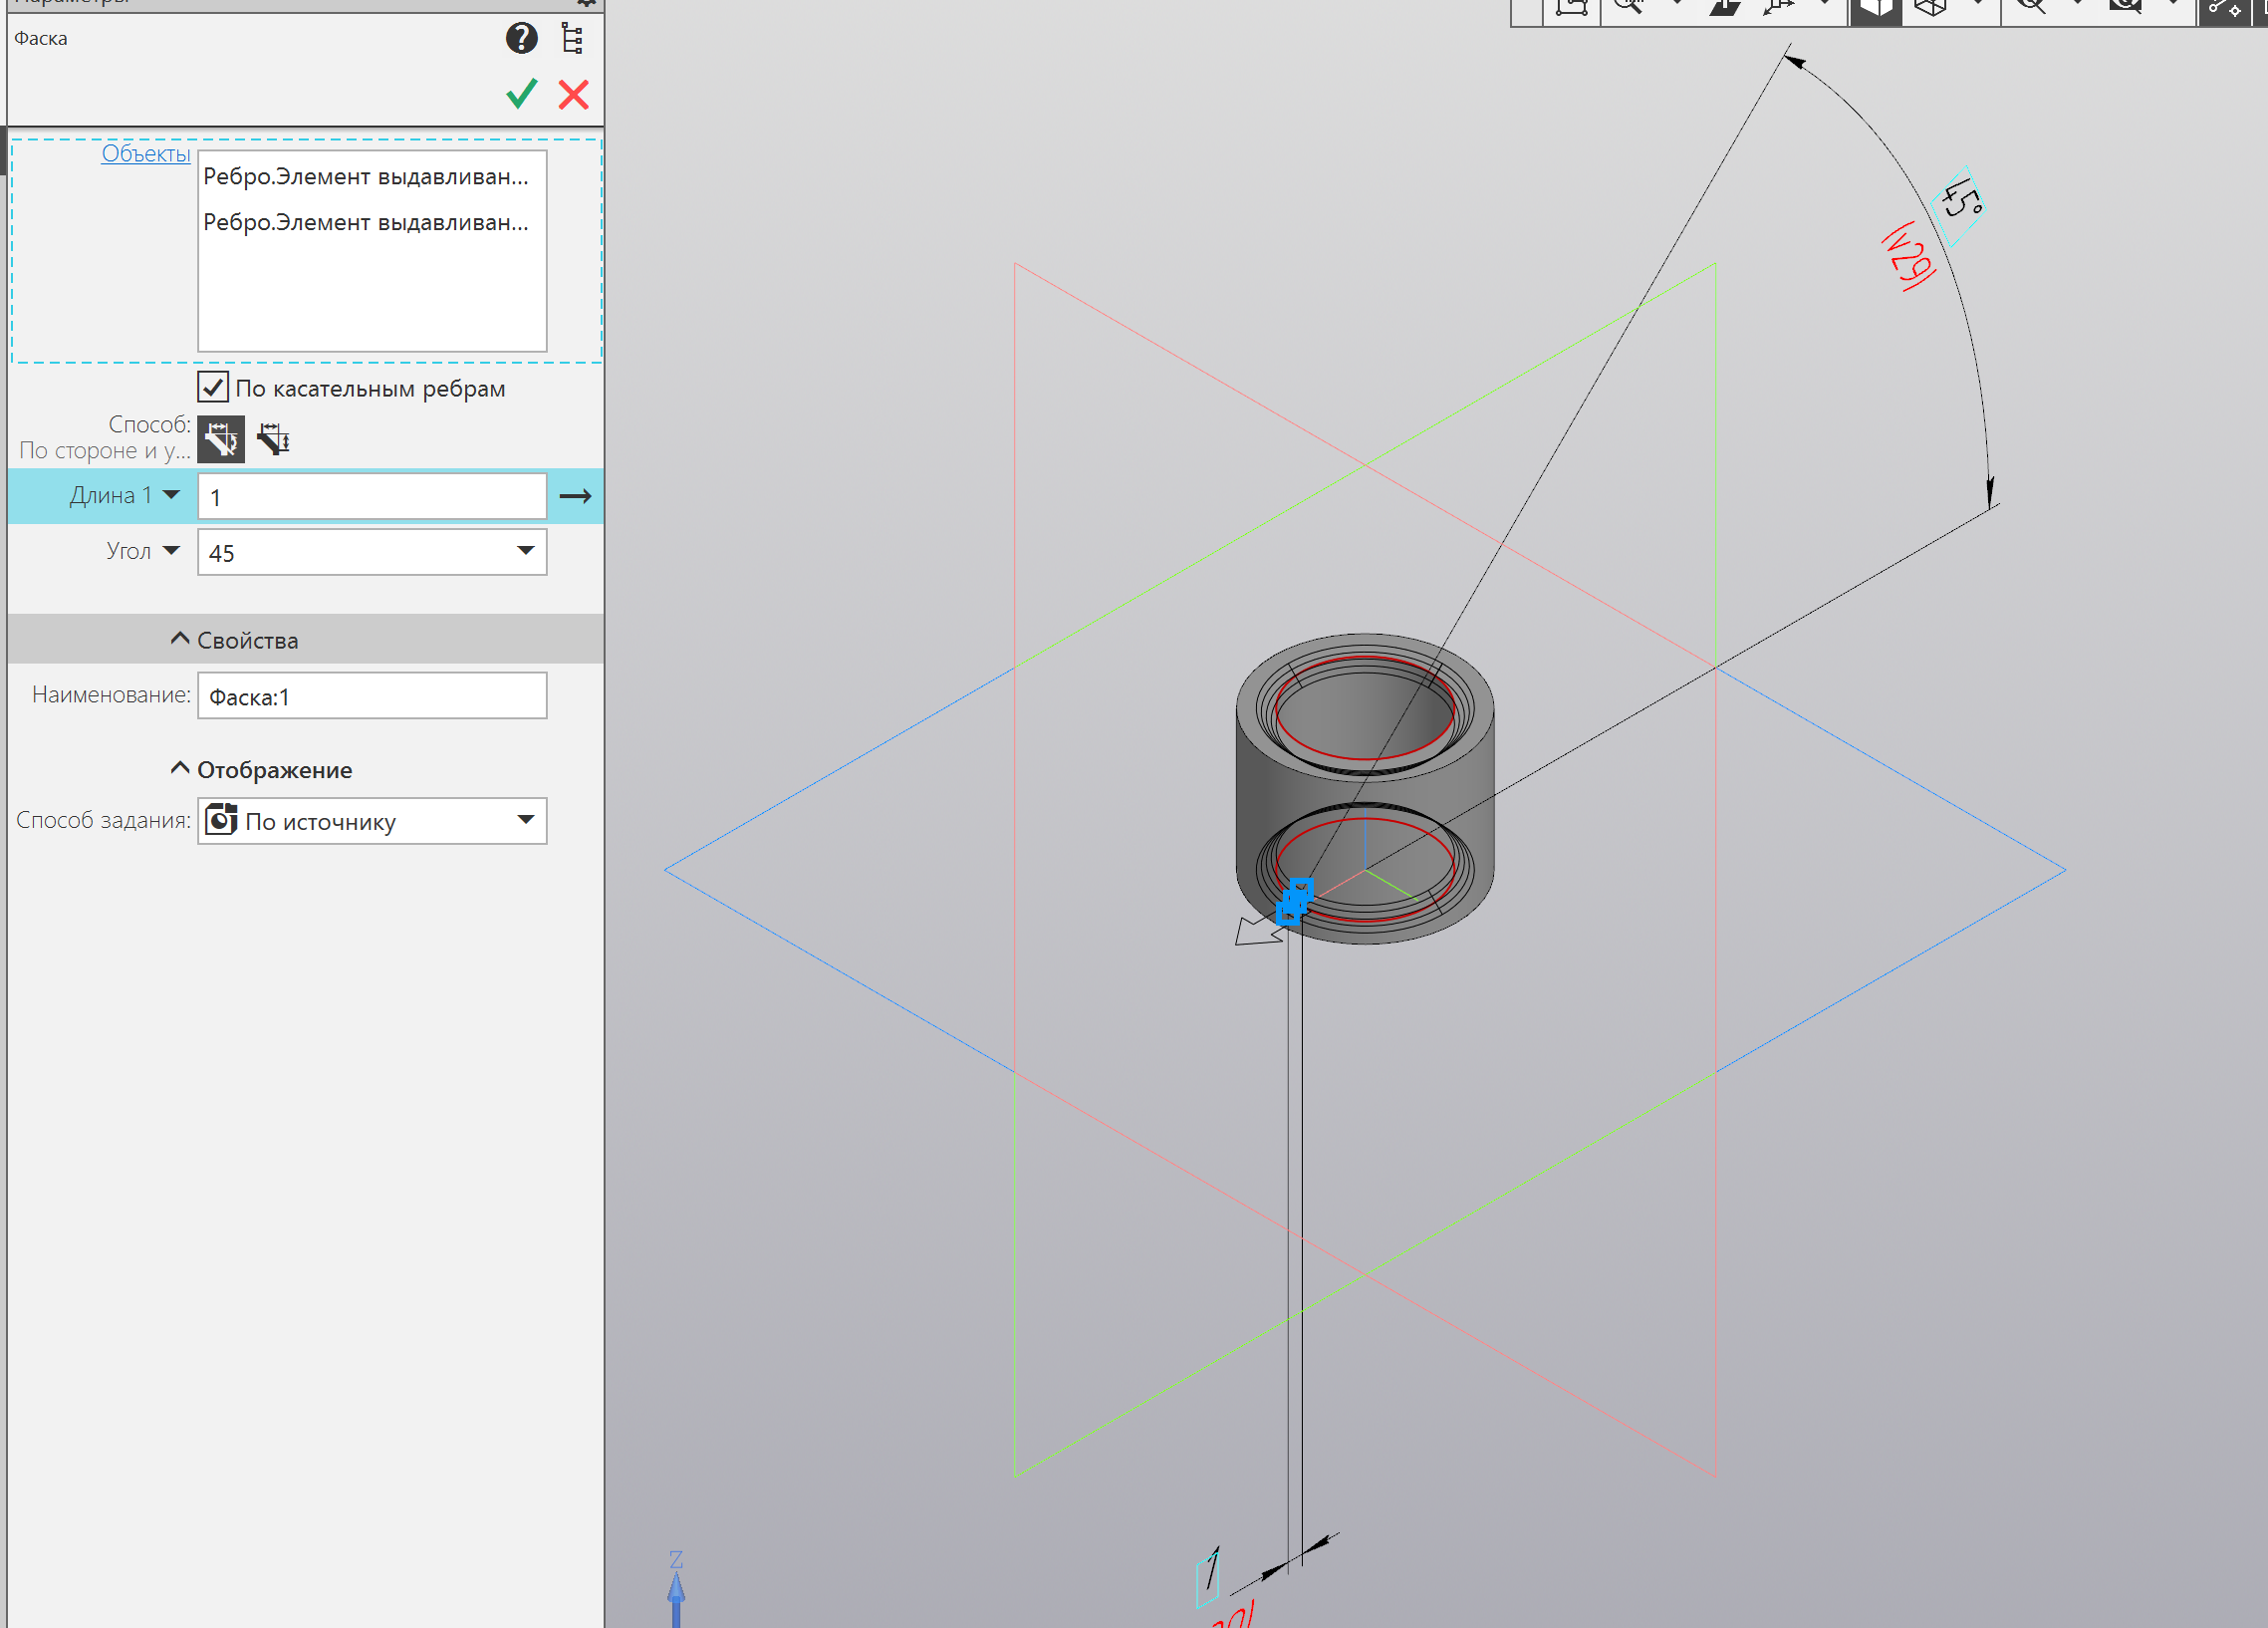 Параметры
Фаска
Объекты
Ребро.Элемент выдавливан...
Ребро.Элемент выдавливан...
По касательным ребрам
Способ:
По стороне и у...
Длина 1
1
Угол
45
Свойства
Наименование:
Фаска:1
Отображение
Способ задания:
По источнику
45°
(v29)
1
Z